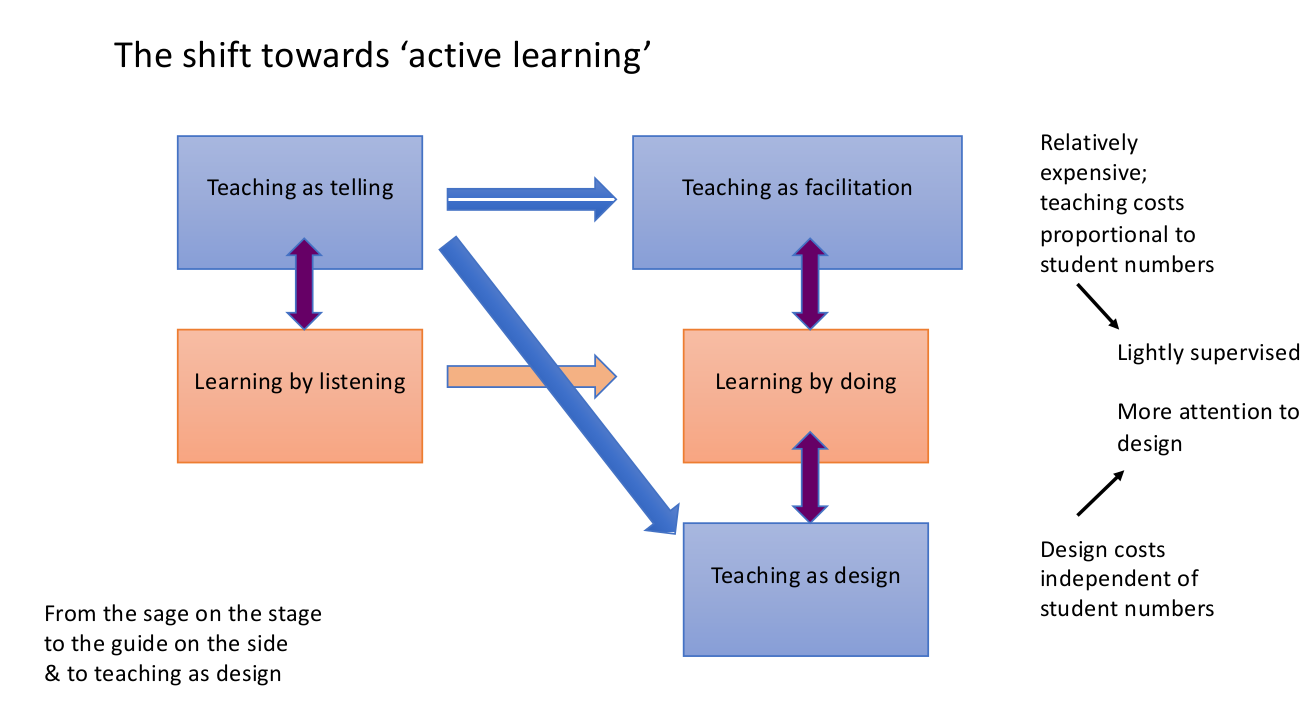 The shift towards ‘active learning’
Teaching as telling
Teaching as facilitation
Relatively
expensive;
teaching costs
proportional to
student numbers
Learning by listening
Learning by doing
Lightly supervised
More attention to
design
Teaching as design
Design costs
independent of
student numbers
From the sage on the stage
to the guide on the side
& to teaching as design